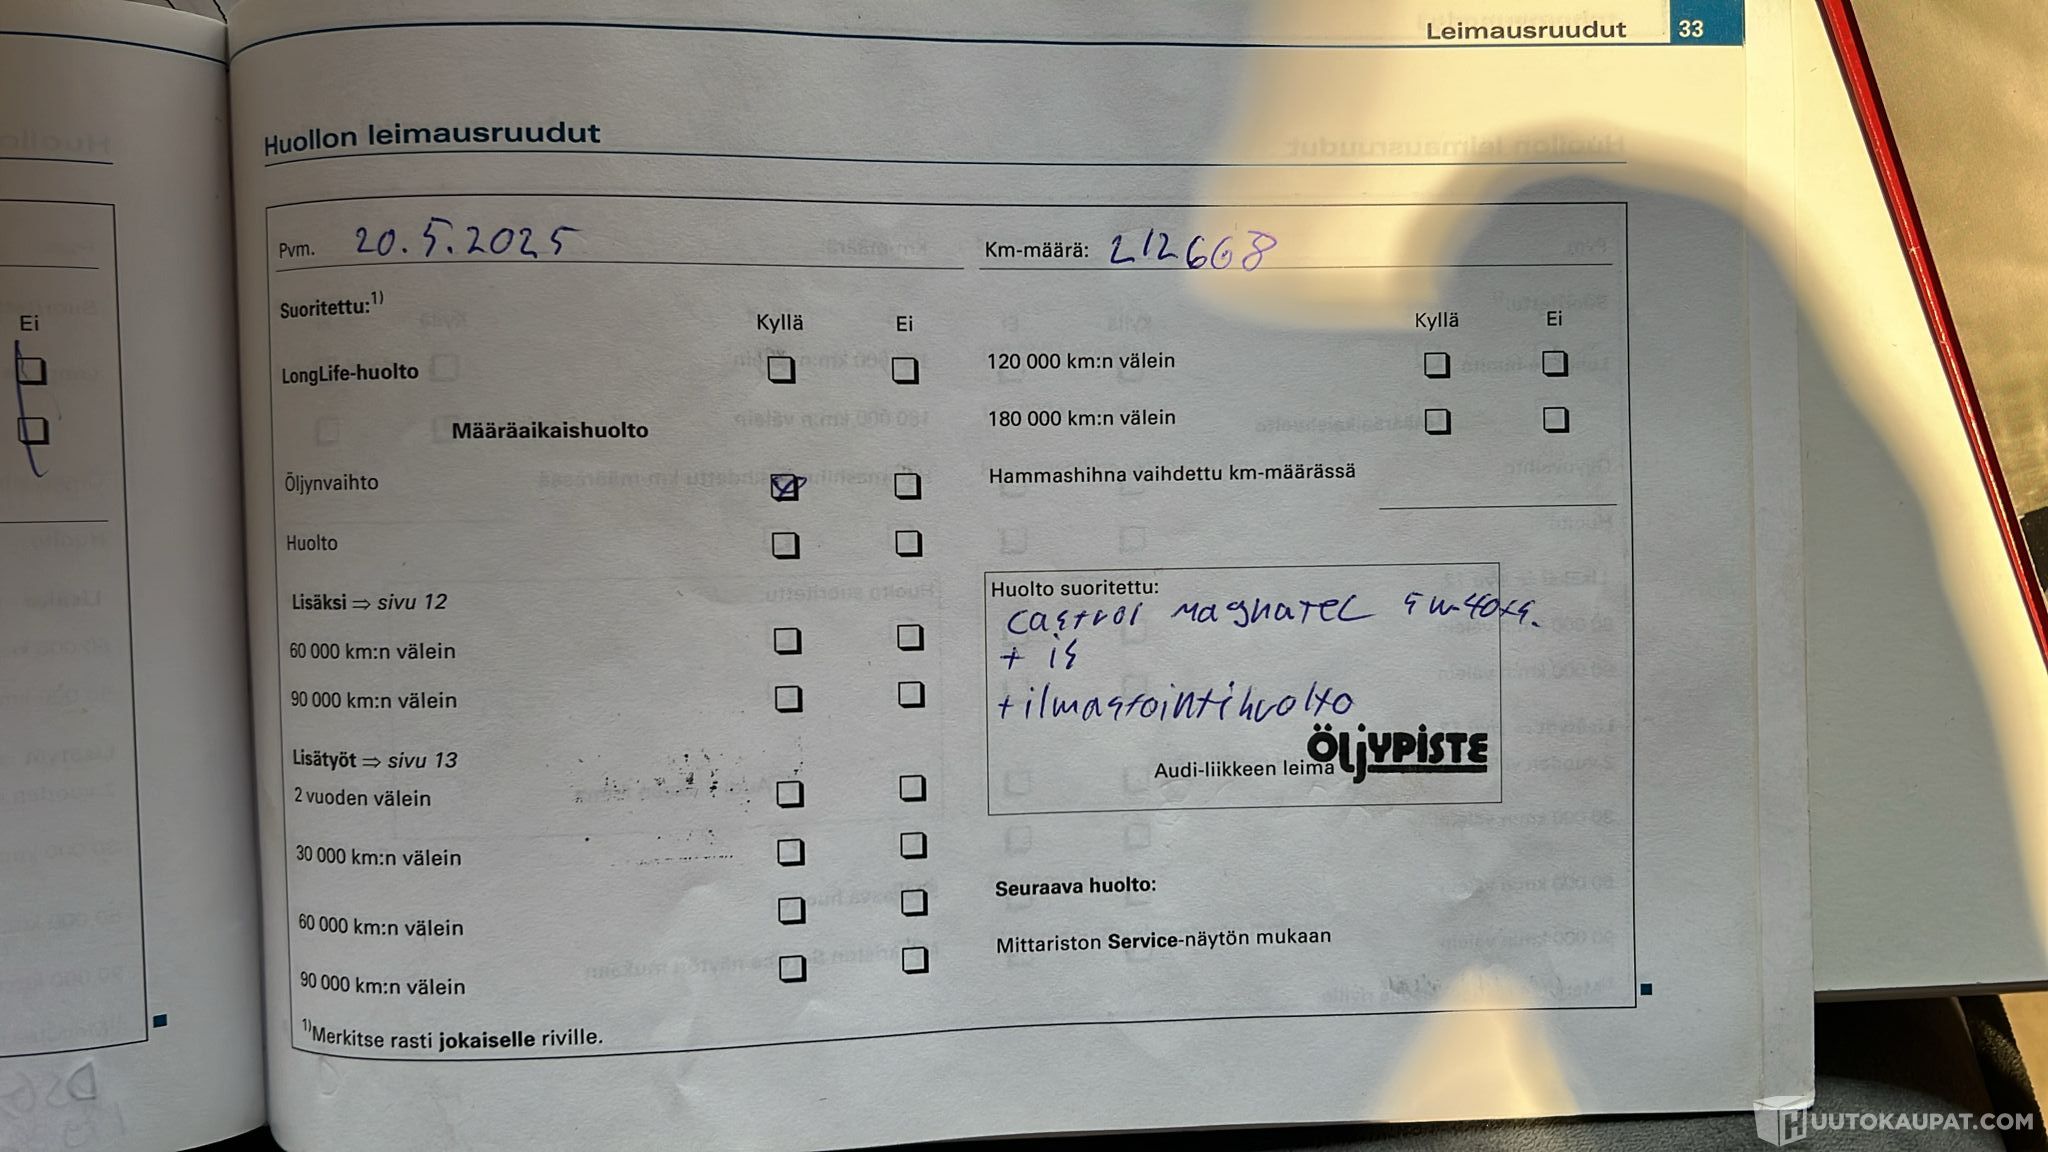 Leimausruudut 33
Huollon leimausruudut
Pvm. 20.5.2025
Km-määrä: 212668
Suoritettu:1)
Kyllä Ei
LongLife-huolto
Määräaikaishuolto
Öljynvaihto
Huolto
Lisäksi ⇒ sivu 12
60 000 km:n välein
90 000 km:n välein
Lisätyöt ⇒ sivu 13
2 vuoden välein
30 000 km:n välein
60 000 km:n välein
90 000 km:n välein
1)Merkitse rasti jokaiselle riville.
Kyllä Ei
120 000 km:n välein
180 000 km:n välein
Hammashihna vaihdettu km-määrässä
Huolto suoritettu:
castrol magnatec
+ ilmastointihuolto
ÖLjYPiSTE
Audi-liikkeen leima
Seuraava huolto:
Mittariston Service-näytön mukaan
Ei
HUUTOKAUPAT.COM